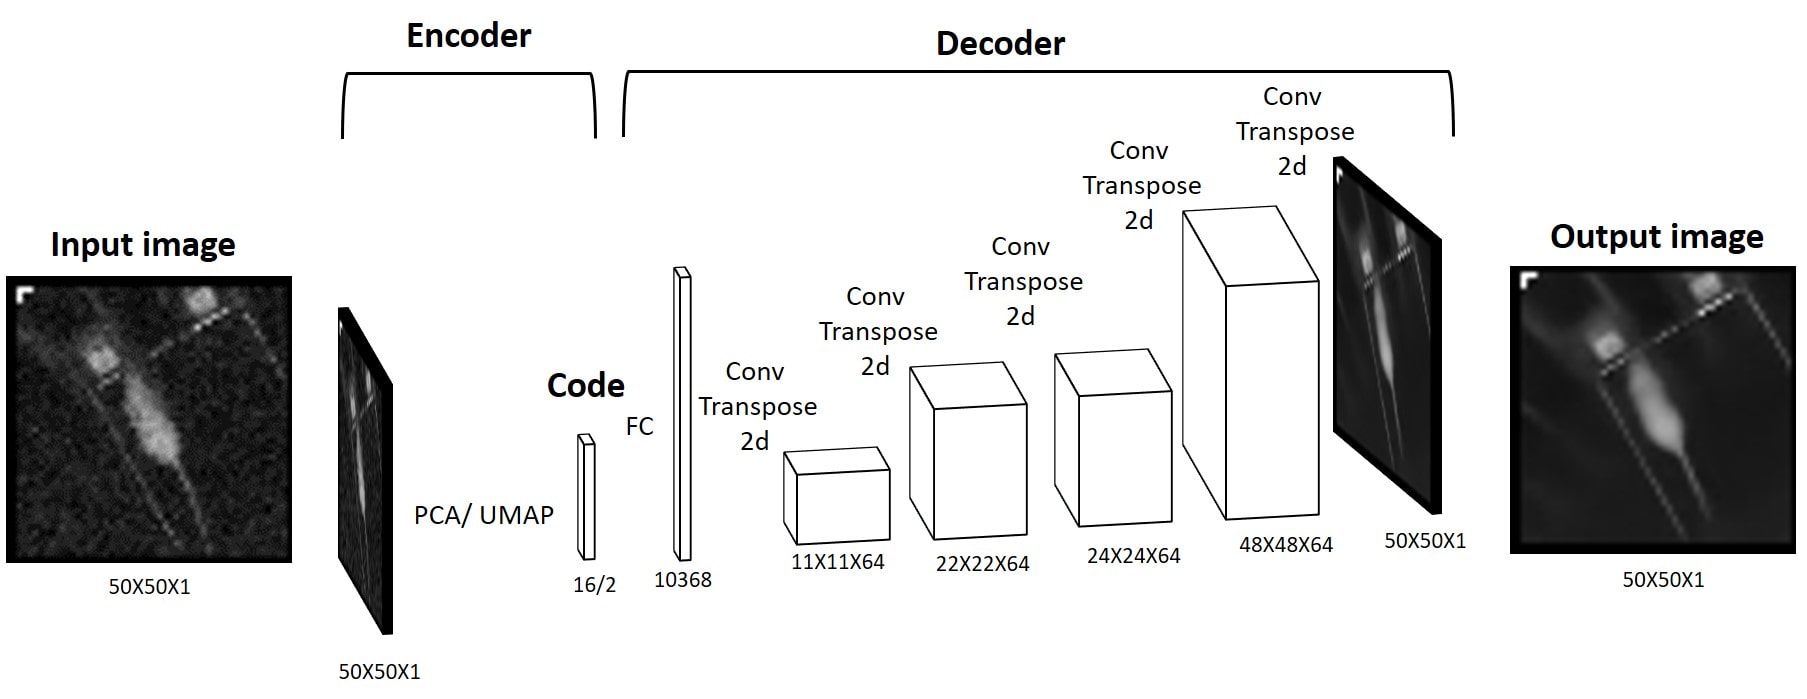 Encoder
Decoder
Input image
50X50X1
50X50X1
PCA/ UMAP
Code
16/2
FC
10368
Conv
Transpose
2d
11X11X64
Conv
Transpose
2d
22X22X64
Conv
Transpose
2d
24X24X64
Conv
Transpose
2d
48X48X64
Conv
Transpose
2d
50X50X1
Output image
50X50X1